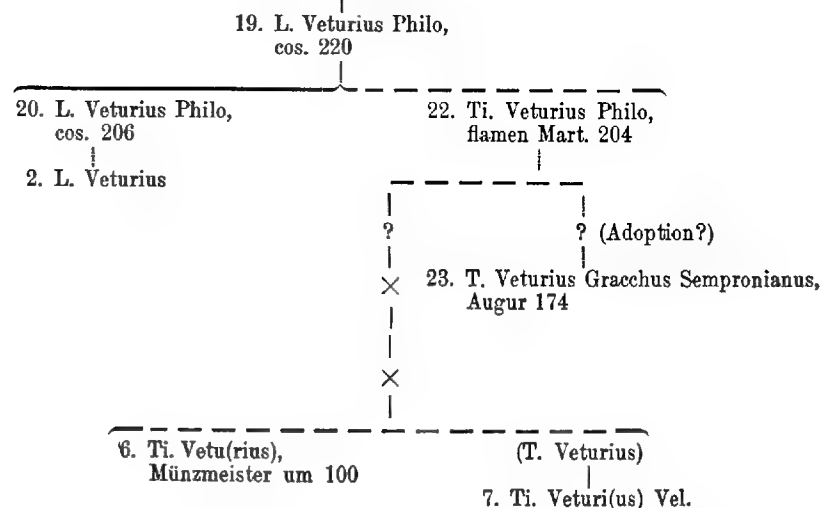 19. L. Veturius Philo,
cos. 220
20. L. Veturius Philo,
cos. 206
22. Ti. Veturius Philo,
flamen Mart. 204
2. L. Veturius
?
? (Adoption?)
23. T. Veturius Gracchus Sempronianus,
Augur 174
6. Ti. Vetu(rius),
Münzmeister um 100
(T. Veturius)
7. Ti. Veturi(us) Vel.